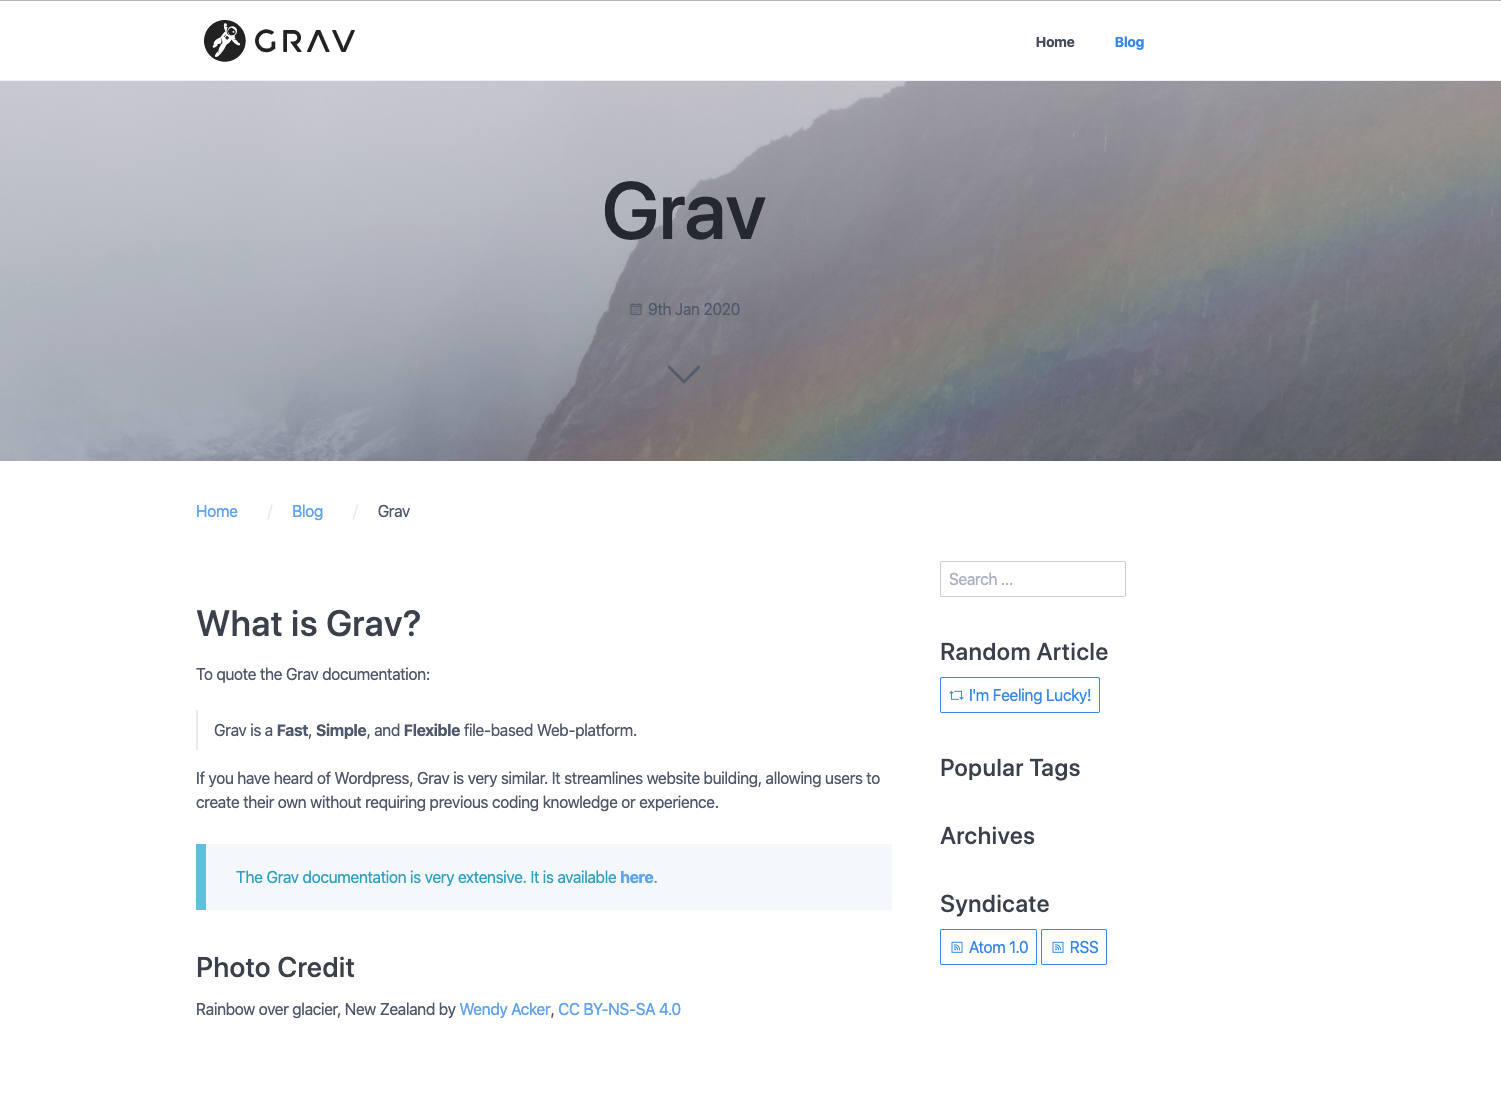 GRAV
Home
Blog
Grav
9th Jan 2020
Home / Blog / Grav
What is Grav?
To quote the Grav documentation:
Grav is a Fast, Simple, and Flexible file-based Web-platform.
If you have heard of Wordpress, Grav is very similar. It streamlines website building, allowing users to
create their own without requiring previous coding knowledge or experience.
The Grav documentation is very extensive. It is available here.
Photo Credit
Rainbow over glacier, New Zealand by Wendy Acker, CC BY-NS-SA 4.0
Search ...
Random Article
I'm Feeling Lucky!
Popular Tags
Archives
Syndicate
Atom 1.0
RSS